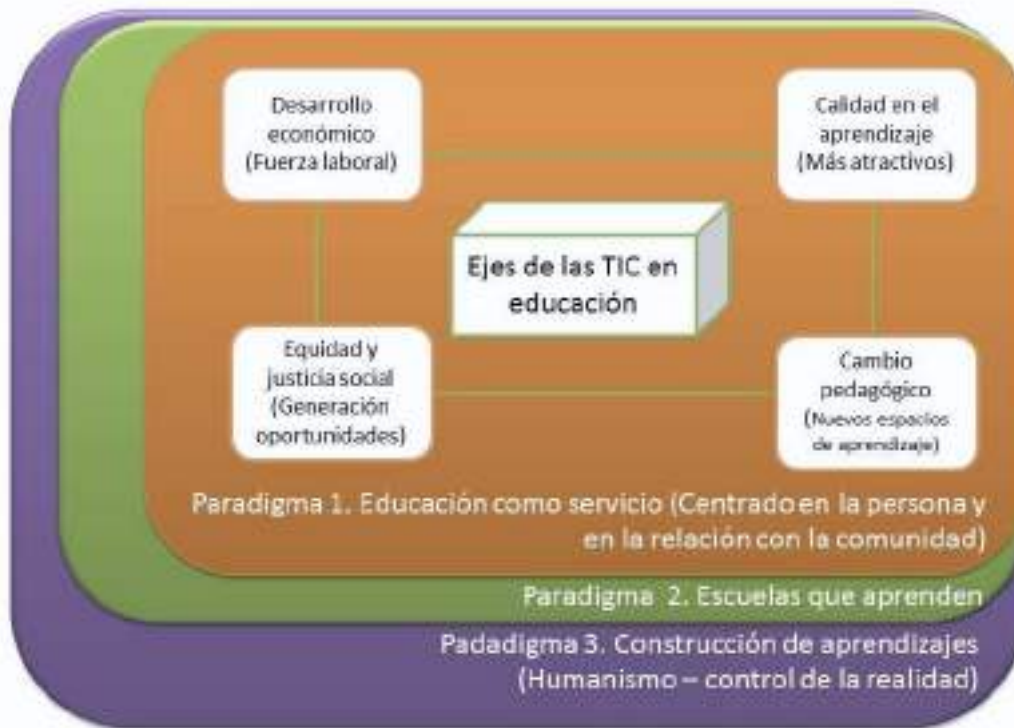 Desarrollo
económico
(Fuerza laboral)
Calidad en el
aprendizaje
(Más atractivos)
Ejes de las TIC en
educación
Equidad y
justicia social
(Generación
oportunidades)
Cambio
pedagógico
(Nuevos espacios
de aprendizaje)
Paradigma 1. Educación como servicio (Centrado en la persona y
en la relación con la comunidad)
Paradigma 2. Escuelas que aprenden
Padadigma 3. Construcción de aprendizajes
(Humanismo – control de la realidad)